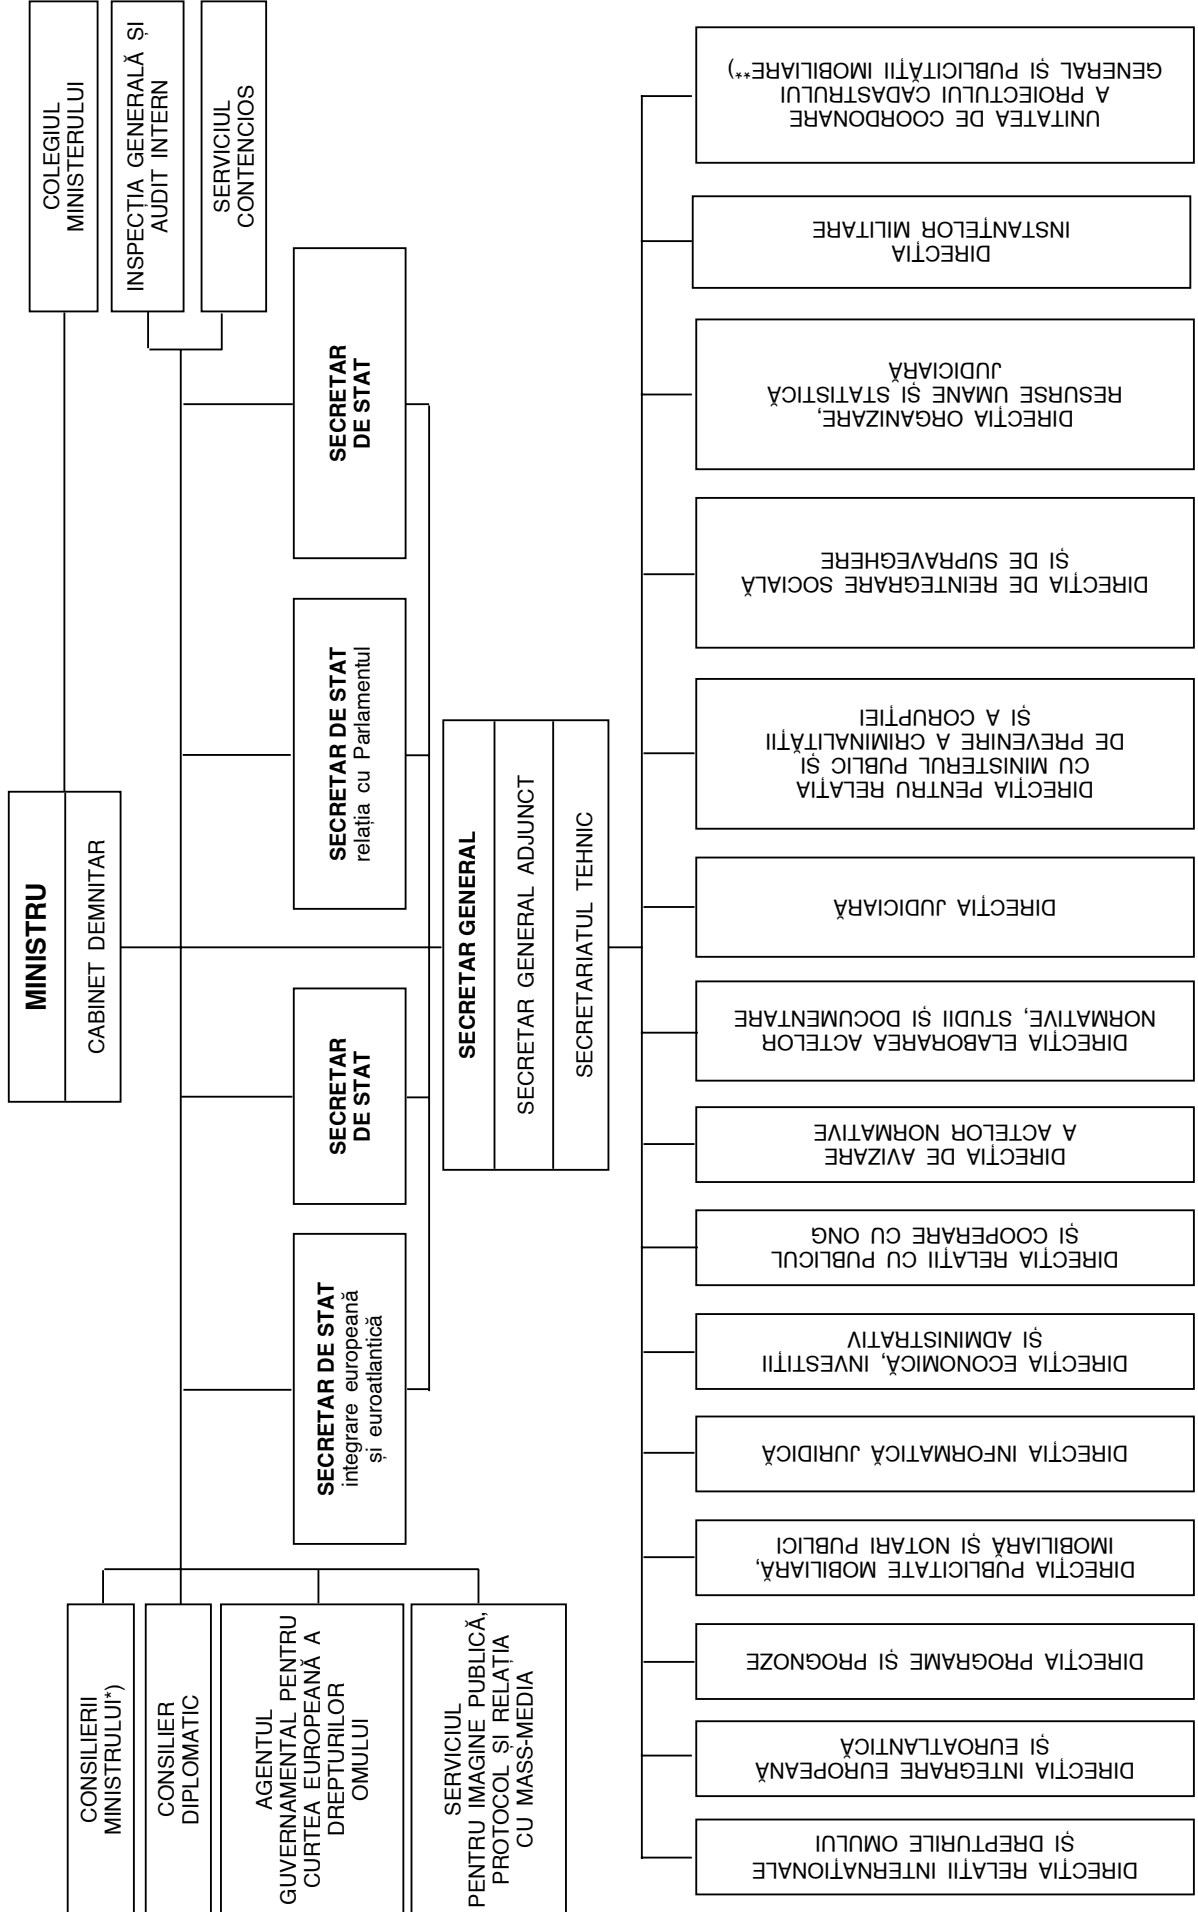 MINISTRU
CABINET DEMNITAR
COLEGIUL
MINISTERULUI
INSPECȚIA GENERALĂ ȘI
AUDIT INTERN
SERVICIUL
CONTENCIOS
CONSILIERII
MINISTRULUI*)
CONSILIER
DIPLOMATIC
AGENTUL
GUVERNAMENTAL PENTRU
CURTEA EUROPEANĂ A
DREPTURILOR
OMULUI
SERVICIUL
PENTRU IMAGINE PUBLICĂ,
PROTOCOL ȘI RELAȚIA
CU MASS-MEDIA
SECRETAR DE STAT
integrare europeană
și euroatlantică
SECRETAR
DE STAT
SECRETAR DE STAT
relația cu Parlamentul
SECRETAR
DE STAT
SECRETAR GENERAL
SECRETAR GENERAL ADJUNCT
SECRETARIATUL TEHNIC
DIRECȚIA RELAȚII INTERNAȚIONALE
ȘI DREPTURILE OMULUI
DIRECȚIA INTEGRARE EUROPEANĂ
ȘI EUROATLANTICĂ
DIRECȚIA PROGRAME ȘI PROGNOZE
DIRECȚIA PUBLICITATE MOBILIARĂ,
IMOBILIARĂ ȘI NOTARI PUBLICI
DIRECȚIA INFORMATICĂ JURIDICĂ
DIRECȚIA ECONOMICĂ, INVESTIȚII
ȘI ADMINISTRATIV
DIRECȚIA RELAȚII CU PUBLICUL
ȘI COOPERARE CU ONG
DIRECȚIA DE AVIZARE
A ACTELOR NORMATIVE
DIRECȚIA ELABORAREA ACTELOR
NORMATIVE, STUDII ȘI DOCUMENTARE
DIRECȚIA JUDICIARĂ
DIRECȚIA PENTRU RELAȚIA
CU MINISTERUL PUBLIC ȘI
DE PREVENIRE A CRIMINALITĂȚII
ȘI A CORUPȚIEI
DIRECȚIA DE REINTEGRARE SOCIALĂ
ȘI DE SUPRAVEGHERE
DIRECȚIA ORGANIZARE,
RESURSE UMANE ȘI STATISTICĂ
JUDICIARĂ
DIRECȚIA
INSTANȚELOR MILITARE
UNITATEA DE COORDONARE
A PROIECTULUI CADASTRULUI
GENERAL ȘI PUBLICITĂȚII IMOBILIARE**)